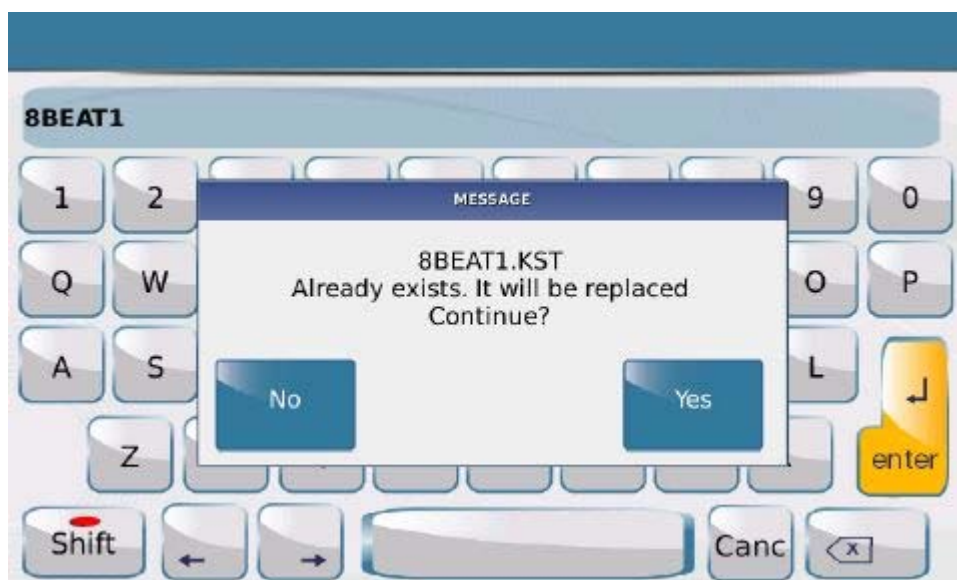 8BEAT1
1 2 9 0
MESSAGE
Q W O P
8BEAT1.KST
Already exists. It will be replaced
Continue?
A S L
No Yes
Z enter
Shift Canc